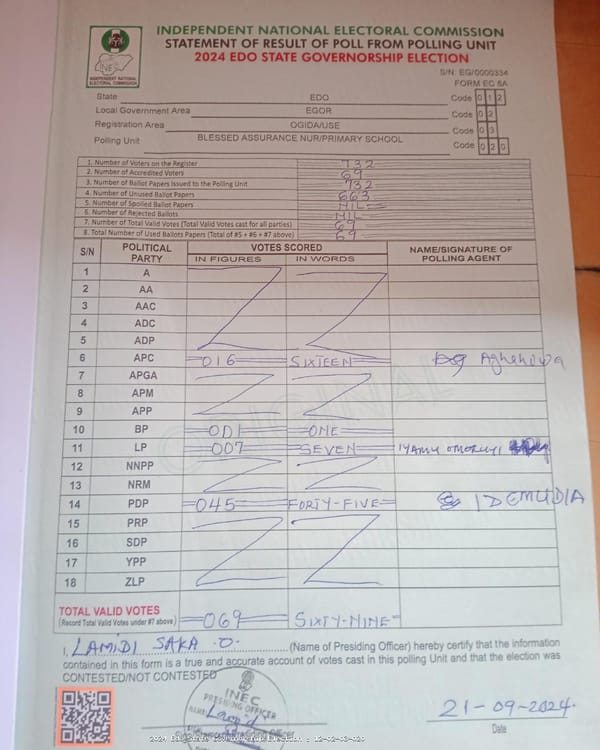 INDEPENDENT NATIONAL ELECTORAL COMMISSION
STATEMENT OF RESULT OF POLL FROM POLLING UNIT
2024 EDO STATE GOVERNORSHIP ELECTION
INDEPENDENT NATIONAL
ELECTORAL COMMISSION
S/N: EG/0000334
FORM EC 8A
State EDO Code 0 1 2
Local Government Area EGOR Code 0 2
Registration Area OGIDA/USE Code 0 3
Polling Unit BLESSED ASSURANCE NUR/PRIMARY SCHOOL Code 0 2 0
1. Number of Voters on the Register 732
2. Number of Accredited Voters 69
3. Number of Ballot Papers Issued to the Polling Unit 732
4. Number of Unused Ballot Papers 663
5. Number of Spoiled Ballot Papers NIL
6. Number of Rejected Ballots NIL
7. Number of Total Valid Votes (Total Valid Votes cast for all parties) 69
8. Total Number of Used Ballots Papers (Total of #5 + #6 + #7 above) 69
S/N POLITICAL PARTY VOTES SCORED NAME/SIGNATURE OF POLLING AGENT
IN FIGURES IN WORDS
1 A
2 AA
3 AAC
4 ADC
5 ADP
6 APC 016 SIXTEEN
7 APGA
8 APM
9 APP
10 BP 001 ONE
11 LP 007 SEVEN IYAMU OMORUYI
12 NNPP
13 NRM
14 PDP 045 FORTY-FIVE IDEMUDIA
15 PRP
16 SDP
17 YPP
18 ZLP
TOTAL VALID VOTES
(Record Total Valid Votes under #7 above) 069 SIXTY-NINE
I, LAMIDI SAKA O. (Name of Presiding Officer) hereby certify that the information
contained in this form is a true and accurate account of votes cast in this polling Unit and that the election was
CONTESTED/NOT CONTESTED
INEC
PRESIDING OFFICER
21-09-2024
Date
2024 Edo State Governorship Election : 12-02-03-020